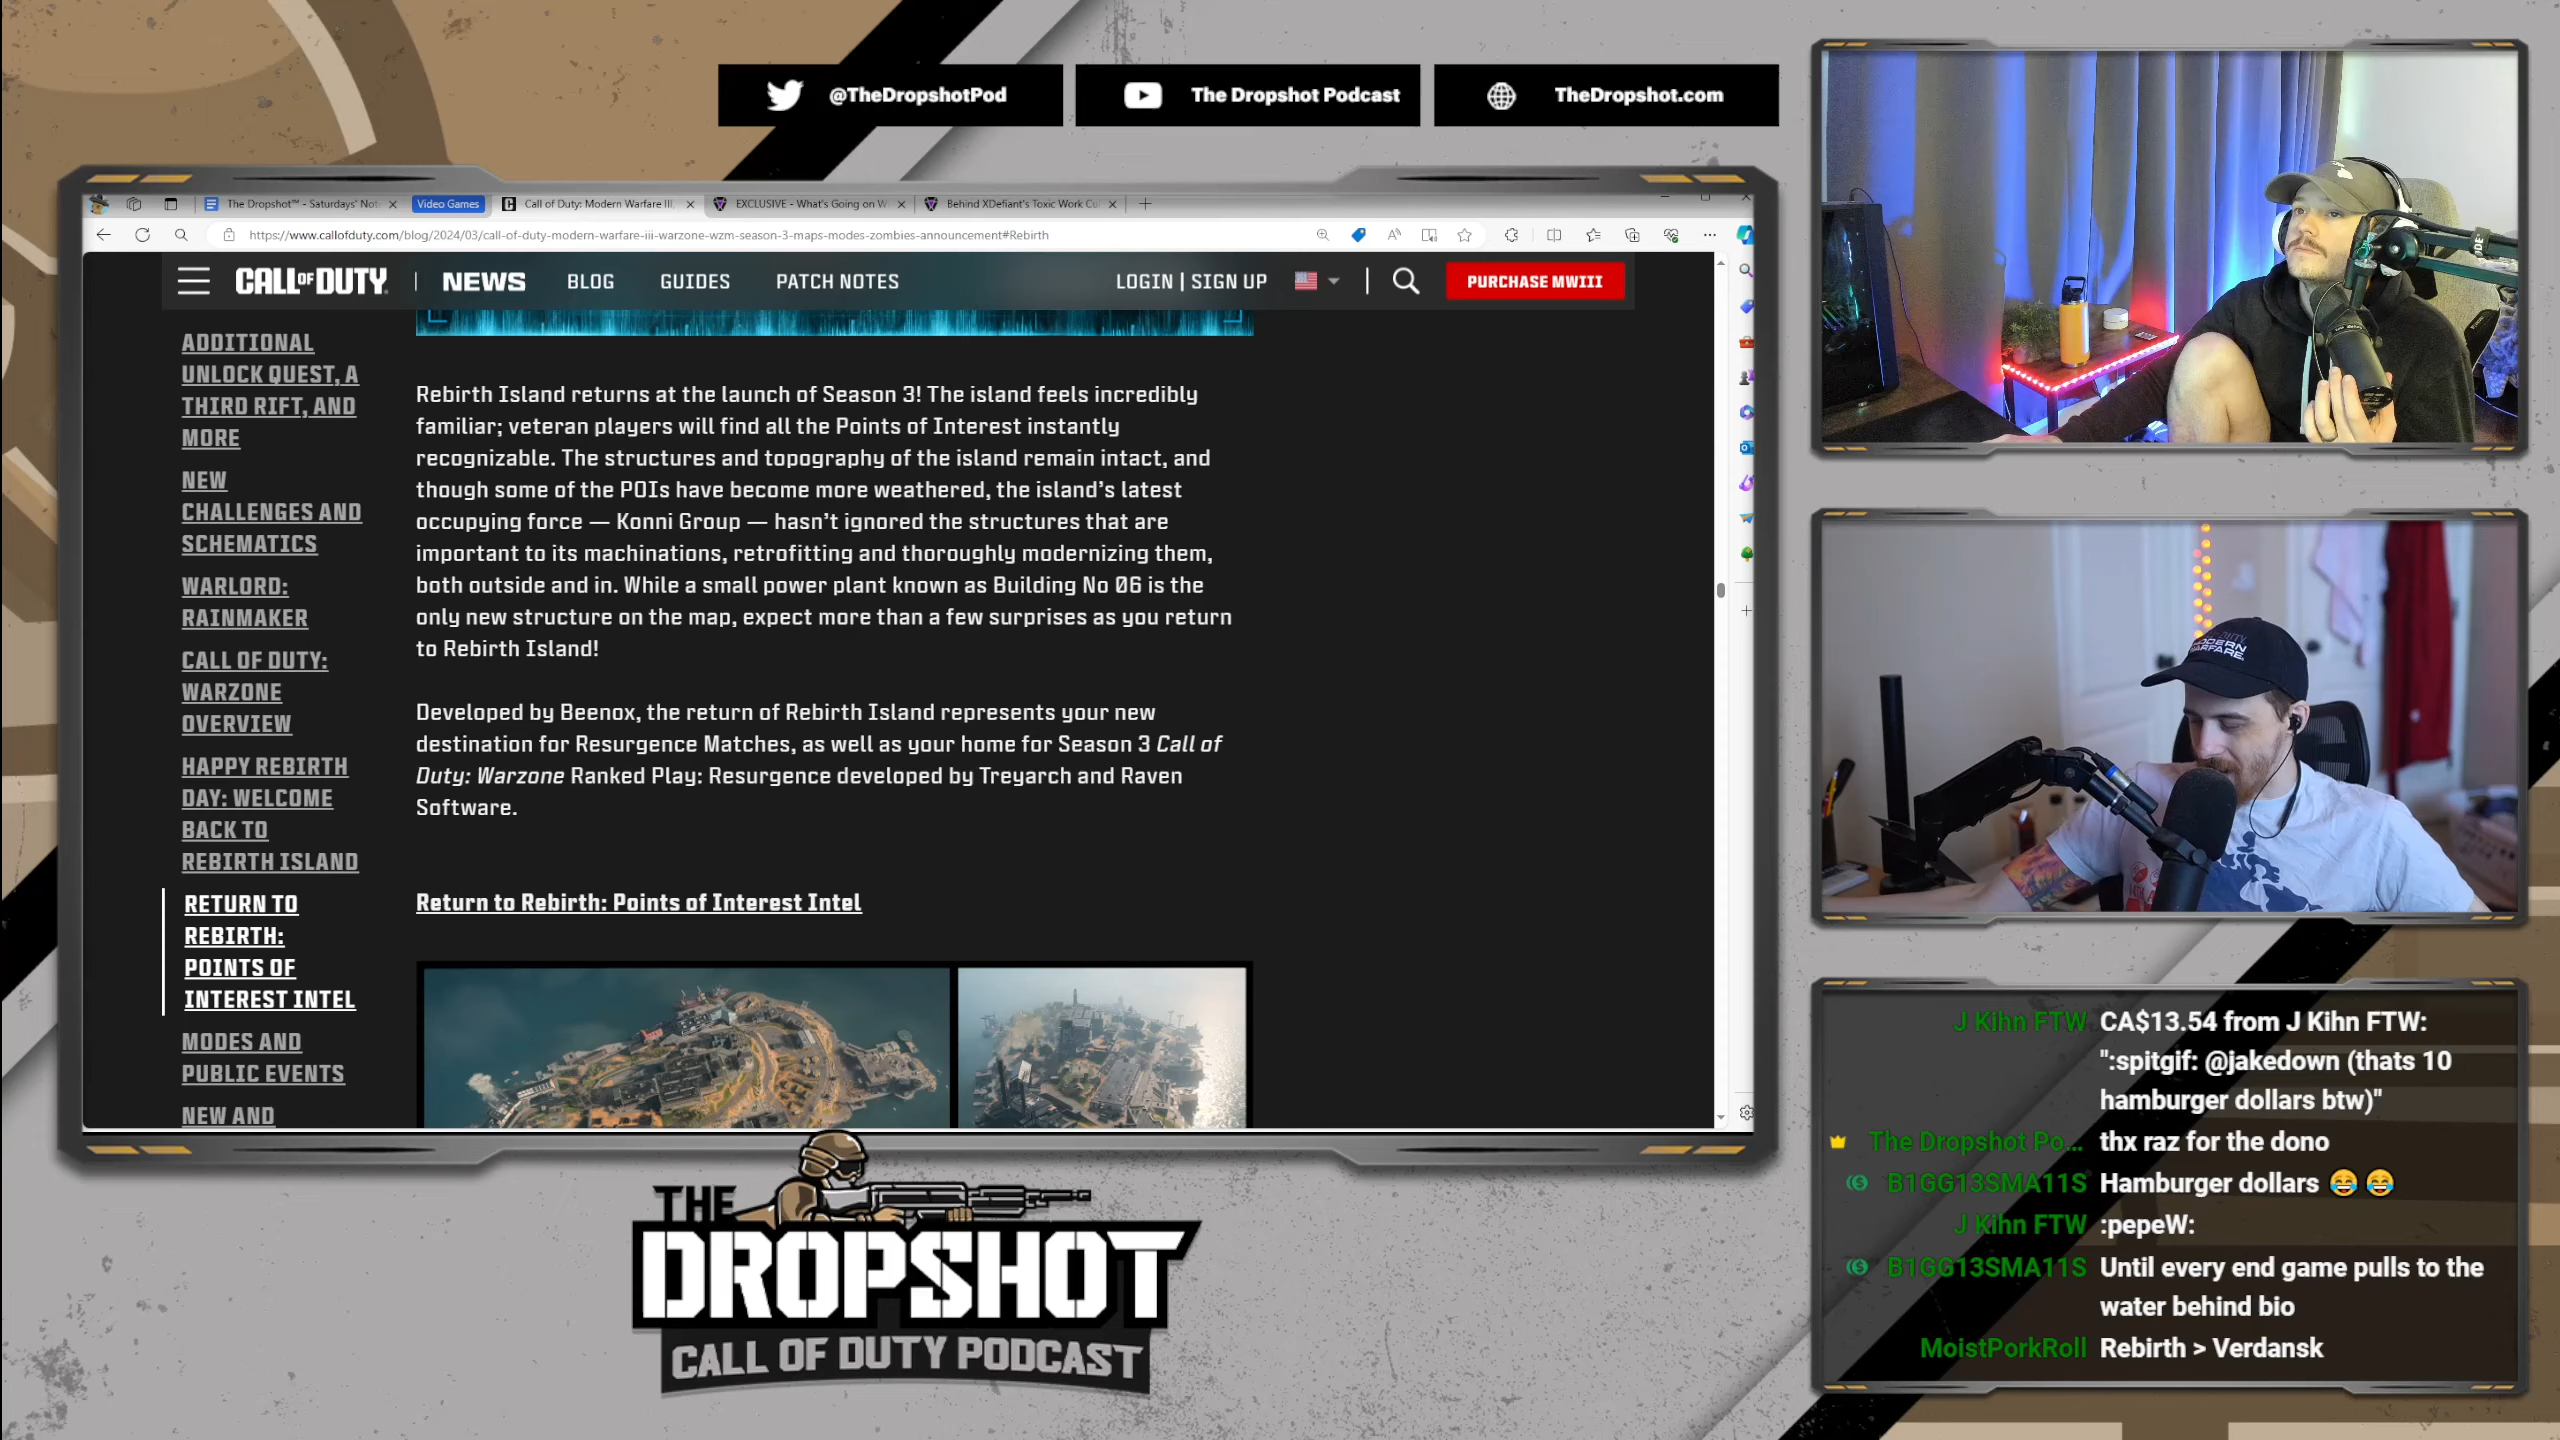 @TheDropshotPod
The Dropshot Podcast
TheDropshot.com
The Dropshot™ - Saturdays' Not
Video Games
Call of Duty: Modern Warfare III,
EXCLUSIVE - What's Going on W
Behind XDefiant's Toxic Work Cu
https://www.callofduty.com/blog/2024/03/call-of-duty-modern-warfare-iii-warzone-wzm-season-3-maps-modes-zombies-announcement#Rebirth
CALL OF DUTY
NEWS
BLOG
GUIDES
PATCH NOTES
LOGIN | SIGN UP
PURCHASE MWIII
ADDITIONAL
UNLOCK QUEST, A
THIRD RIFT, AND
MORE
NEW
CHALLENGES AND
SCHEMATICS
WARLORD:
RAINMAKER
CALL OF DUTY:
WARZONE
OVERVIEW
HAPPY REBIRTH
DAY: WELCOME
BACK TO
REBIRTH ISLAND
RETURN TO
REBIRTH:
POINTS OF
INTEREST INTEL
MODES AND
PUBLIC EVENTS
NEW AND
Rebirth Island returns at the launch of Season 3! The island feels incredibly
familiar; veteran players will find all the Points of Interest instantly
recognizable. The structures and topography of the island remain intact, and
though some of the POIs have become more weathered, the island's latest
occupying force — Konni Group — hasn't ignored the structures that are
important to its machinations, retrofitting and thoroughly modernizing them,
both outside and in. While a small power plant known as Building No 06 is the
only new structure on the map, expect more than a few surprises as you return
to Rebirth Island!
Developed by Beenox, the return of Rebirth Island represents your new
destination for Resurgence Matches, as well as your home for Season 3 Call of
Duty: Warzone Ranked Play: Resurgence developed by Treyarch and Raven
Software.
Return to Rebirth: Points of Interest Intel
MODERN
WARFARE
RODE
J Kihn FTW CA$13.54 from J Kihn FTW:
":spitgif: @jakedown (thats 10
hamburger dollars btw)"
The Dropshot Po... thx raz for the dono
B1GG13SMA11S Hamburger dollars 😂 😂
J Kihn FTW :pepeW:
B1GG13SMA11S Until every end game pulls to the
water behind bio
MoistPorkRoll Rebirth > Verdansk
THE
DROPSHOT
CALL OF DUTY PODCAST